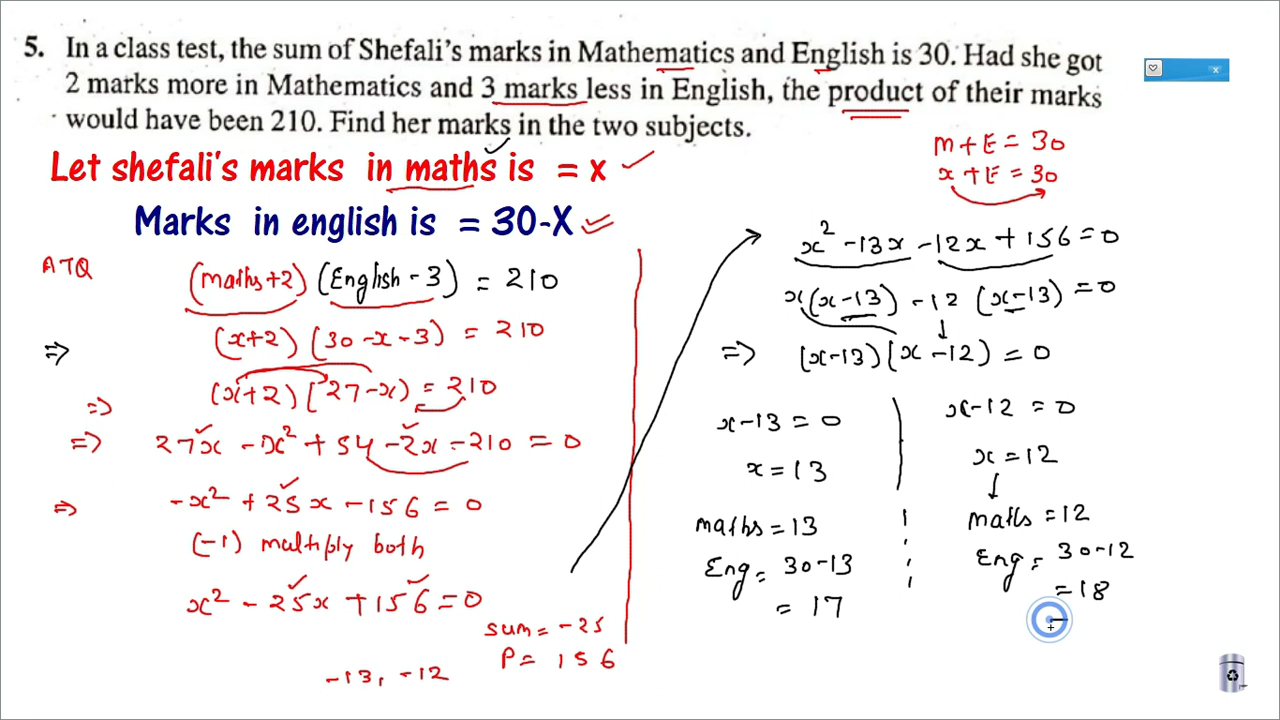 5. In a class test, the sum of Shefali's marks in Mathematics and English is 30. Had she got
2 marks more in Mathematics and 3 marks less in English, the product of their marks
would have been 210. Find her marks in the two subjects.
Let shefali's marks in maths is = x
Marks in english is = 30-X
ATQ
(maths+2) (English-3) = 210
⇒ (x+2) (30-x-3) = 210
⇒ (x+2) (27-x) = 210
⇒ 27x - x² + 54 - 2x - 210 = 0
⇒ -x² + 25x - 156 = 0
(-1) multiply both
x² - 25x + 156 = 0
sum = -25
P = 156
-13, -12
m+E = 30
x+E = 30
x² - 13x - 12x + 156 = 0
x(x-13) - 12 (x-13) = 0
⇒ (x-13) (x-12) = 0
x-13 = 0
x = 13
maths = 13
Eng = 30-13
= 17
x-12 = 0
x = 12
maths = 12
Eng = 30-12
= 18